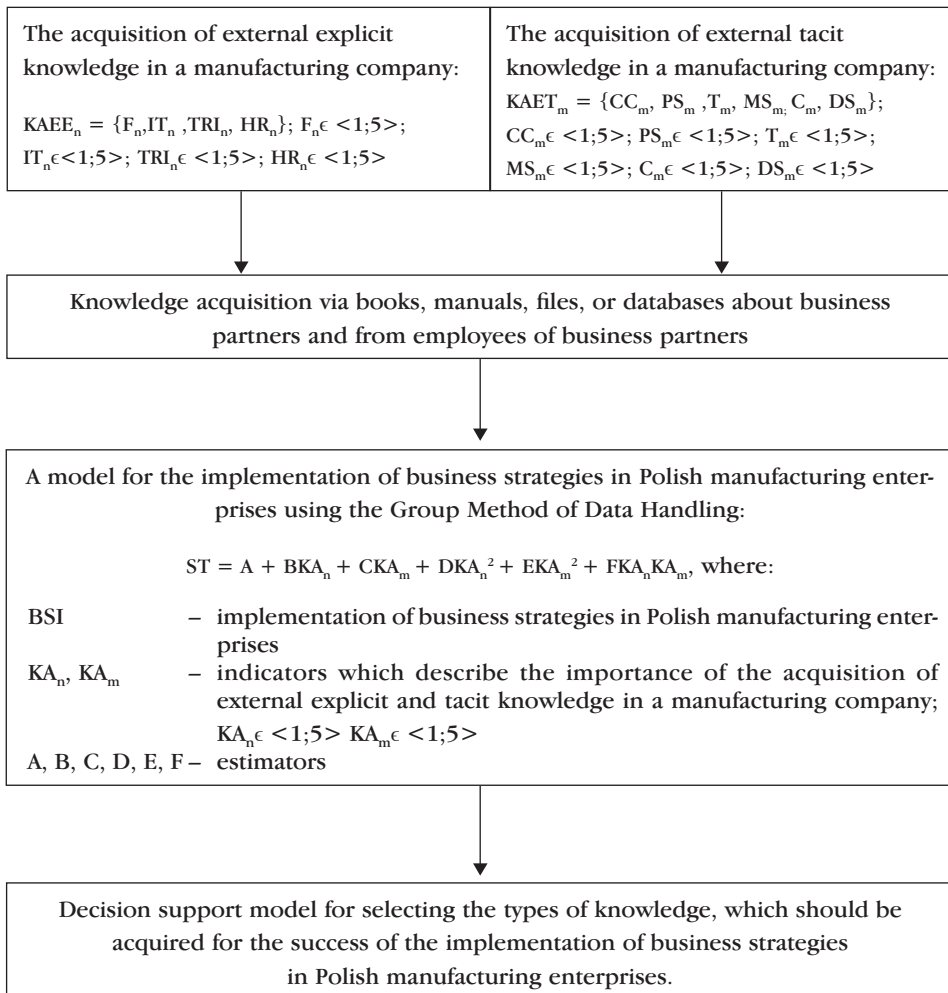 The acquisition of external explicit
knowledge in a manufacturing company:
KAEEₙ = {Fₙ,ITₙ ,TRIₙ, HRₙ}; Fₙϵ <1;5>;
ITₙϵ<1;5>; TRIₙϵ <1;5>; HRₙϵ <1;5>
The acquisition of external tacit
knowledge in a manufacturing company:
KAETₘ = {CCₘ, PSₘ ,Tₘ, MSₘ; Cₘ, DSₘ};
CCₘϵ <1;5>; PSₘϵ <1;5>; Tₘϵ <1;5>;
MSₘϵ <1;5>; Cₘϵ <1;5>; DSₘϵ <1;5>
Knowledge acquisition via books, manuals, files, or databases about business
partners and from employees of business partners
A model for the implementation of business strategies in Polish manufacturing enter-
prises using the Group Method of Data Handling:
ST = A + BKAₙ + CKAₘ + DKAₙ² + EKAₘ² + FKAₙKAₘ, where:
BSI – implementation of business strategies in Polish manufacturing enter-
prises
KAₙ, KAₘ – indicators which describe the importance of the acquisition of
external explicit and tacit knowledge in a manufacturing company;
KAₙϵ <1;5> KAₘϵ <1;5>
A, B, C, D, E, F – estimators
Decision support model for selecting the types of knowledge, which should be
acquired for the success of the implementation of business strategies
in Polish manufacturing enterprises.